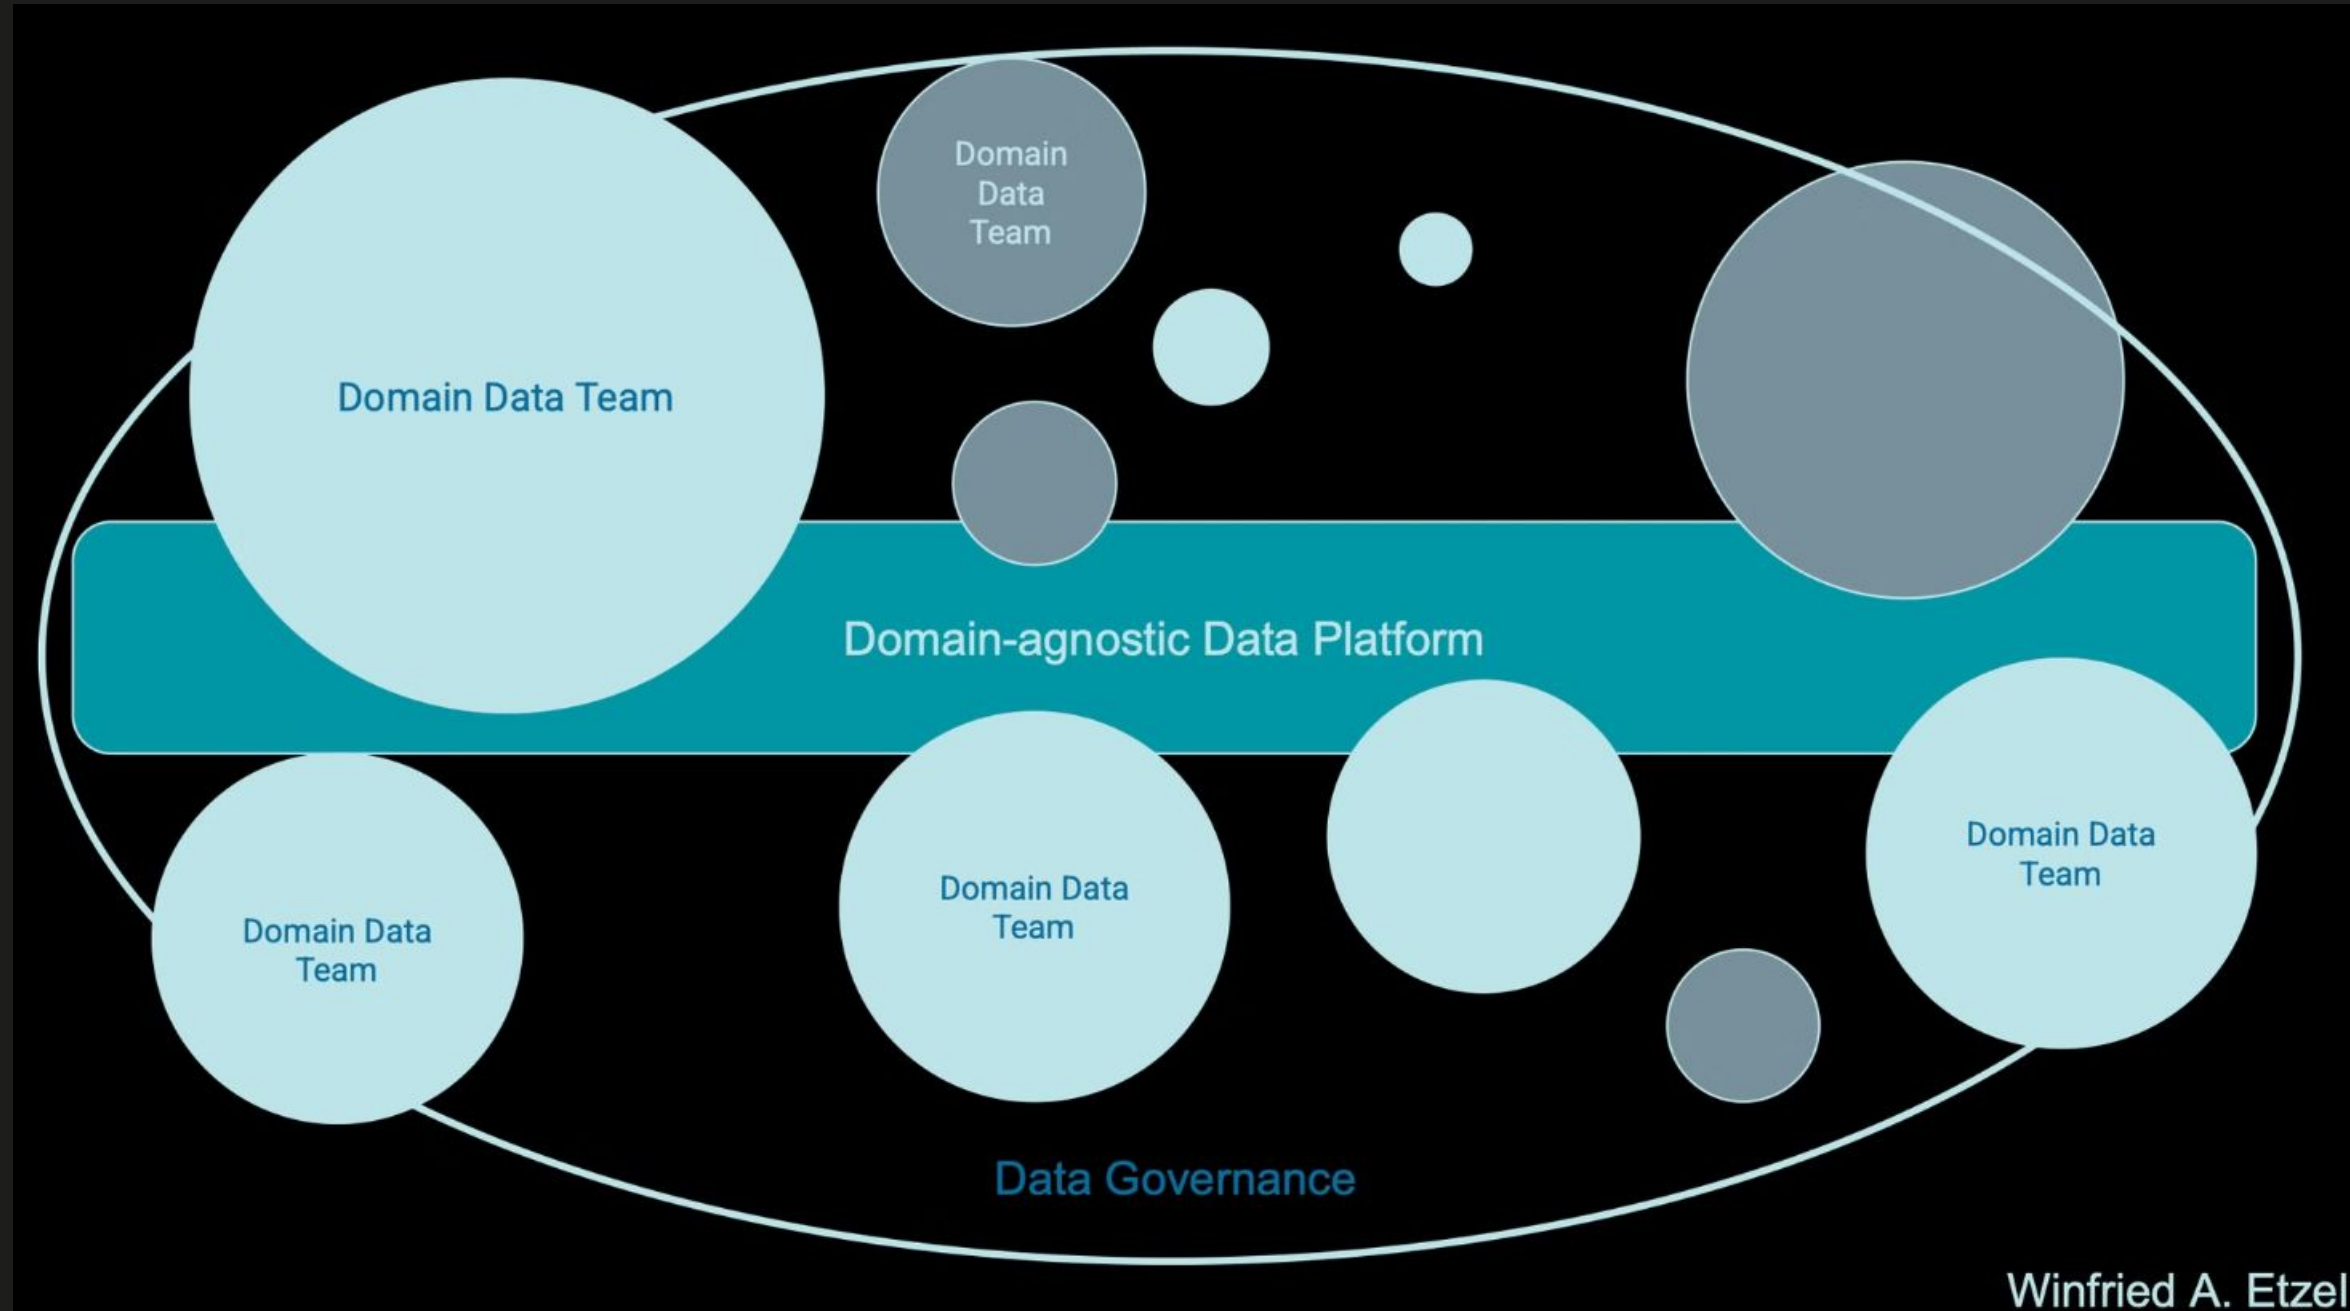 Domain
Data
Team
Domain Data Team
Domain-agnostic Data Platform
Domain Data
Team
Domain Data
Team
Domain Data
Team
Data Governance
Winfried A. Etzel